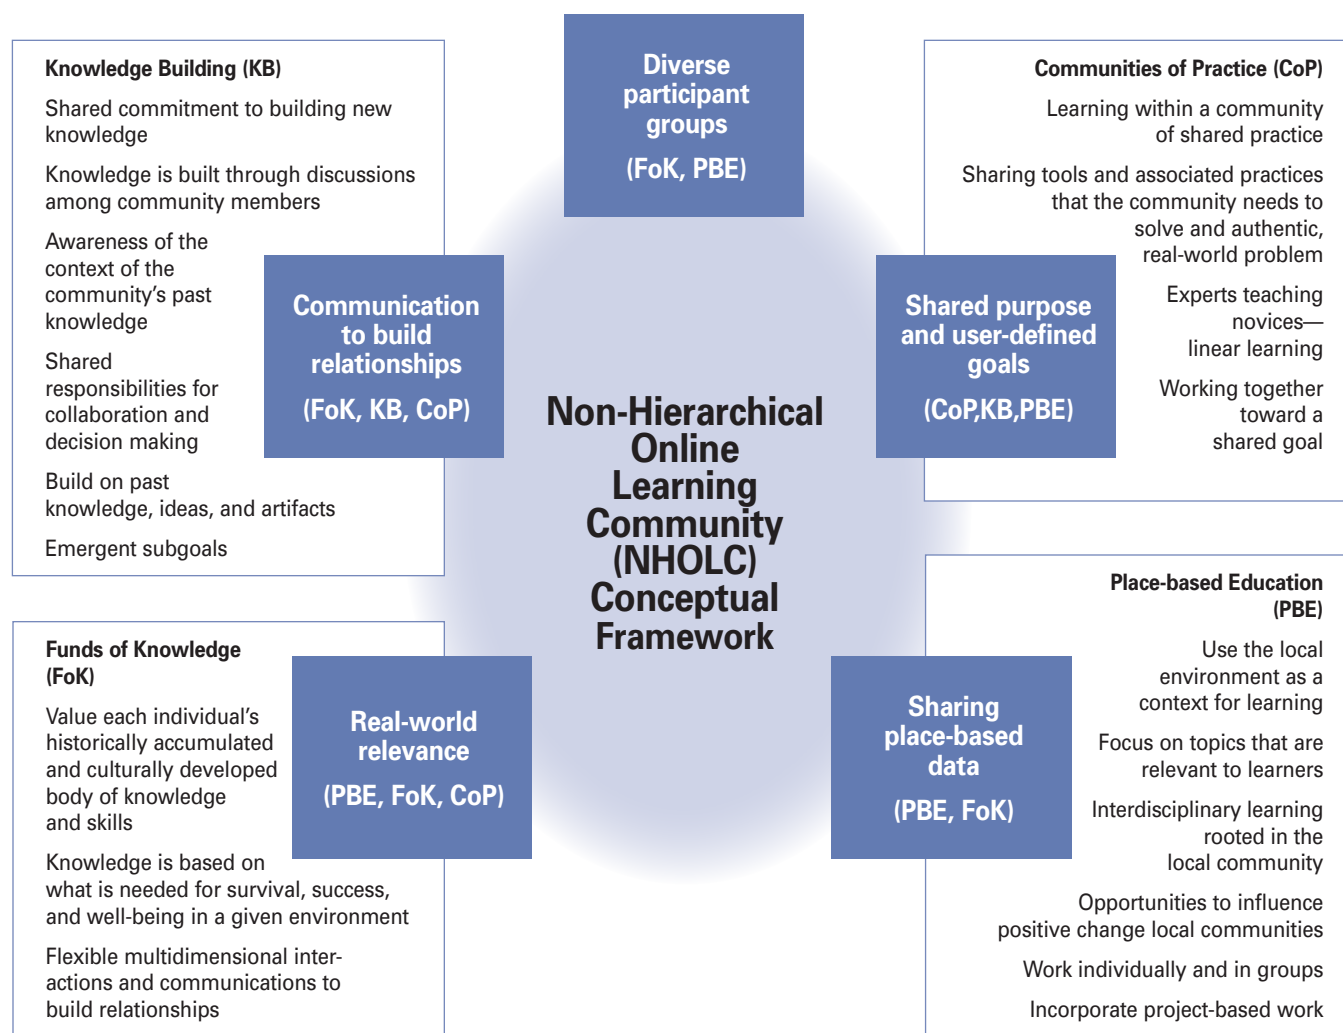 Knowledge Building (KB)
Shared commitment to building new
knowledge
Knowledge is built through discussions
among community members
Awareness of the
context of the
community's past
knowledge
Shared
responsibilities for
collaboration and
decision making
Build on past
knowledge, ideas, and artifacts
Emergent subgoals
Communication
to build
relationships
(FoK, KB, CoP)
Diverse
participant
groups
(FoK, PBE)
Communities of Practice (CoP)
Learning within a community
of shared practice
Sharing tools and associated practices
that the community needs to
solve and authentic,
real-world problem
Experts teaching
novices—
linear learning
Working together
toward a
shared goal
Shared purpose
and user-defined
goals
(CoP,KB,PBE)
Non-Hierarchical
Online
Learning
Community
(NHOLC)
Conceptual
Framework
Funds of Knowledge
(FoK)
Value each individual's
historically accumulated
and culturally developed
body of knowledge
and skills
Knowledge is based on
what is needed for survival, success,
and well-being in a given environment
Flexible multidimensional inter-
actions and communications to
build relationships
Real-world
relevance
(PBE, FoK, CoP)
Sharing
place-based
data
(PBE, FoK)
Place-based Education
(PBE)
Use the local
environment as a
context for learning
Focus on topics that are
relevant to learners
Interdisciplinary learning
rooted in the
local community
Opportunities to influence
positive change local communities
Work individually and in groups
Incorporate project-based work